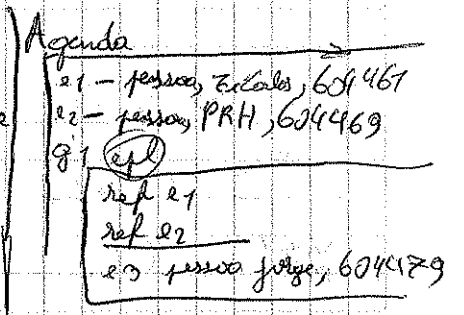 Agenda
e1 - pessoa, Zé Carlos, 604461
e2 - pessoa, PRH, 604469
g1 epl
ref e1
ref e2
e3 pessoa jorge, 604479